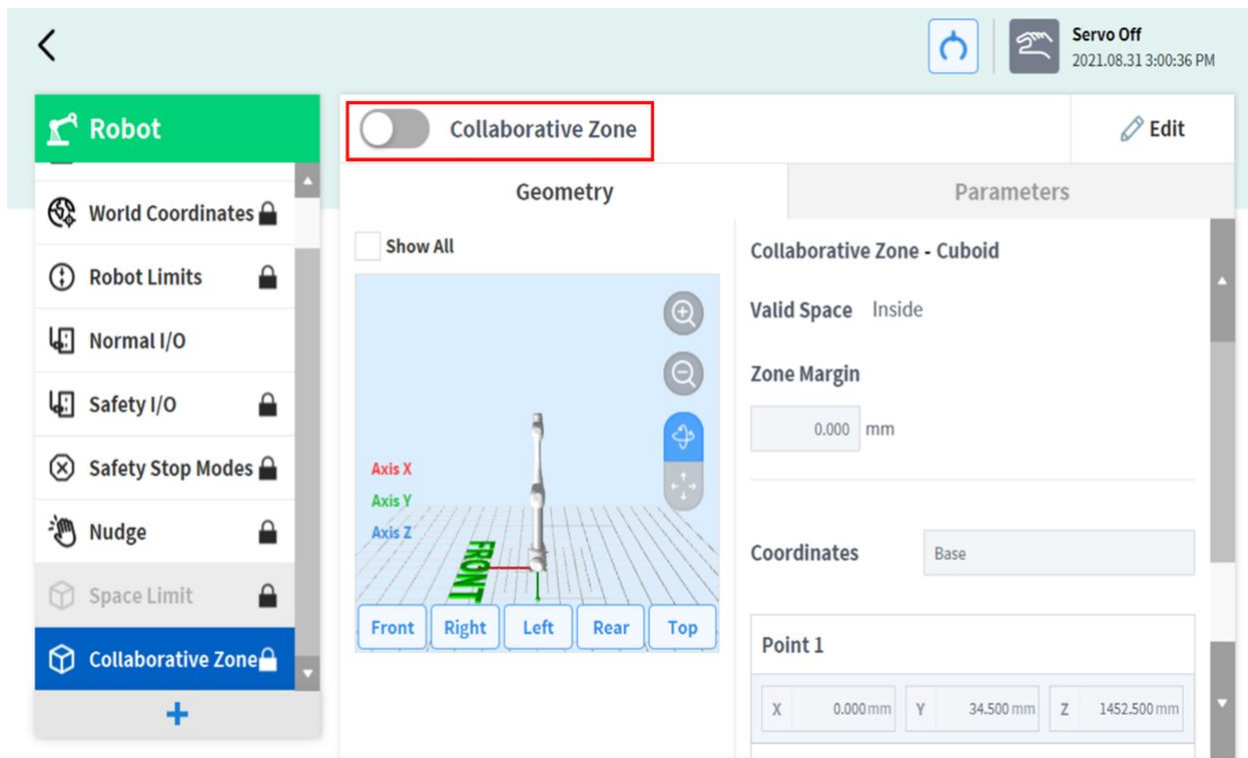 Servo Off
2021.08.31 3:00:36 PM
Robot
World Coordinates
Robot Limits
Normal I/O
Safety I/O
Safety Stop Modes
Nudge
Space Limit
Collaborative Zone
+
Collaborative Zone
Edit
Geometry
Parameters
Show All
Axis X
Axis Y
Axis Z
FRONT
Front Right Left Rear Top
Collaborative Zone - Cuboid
Valid Space Inside
Zone Margin
0.000 mm
Coordinates Base
Point 1
X 0.000 mm Y 34.500 mm Z 1452.500 mm